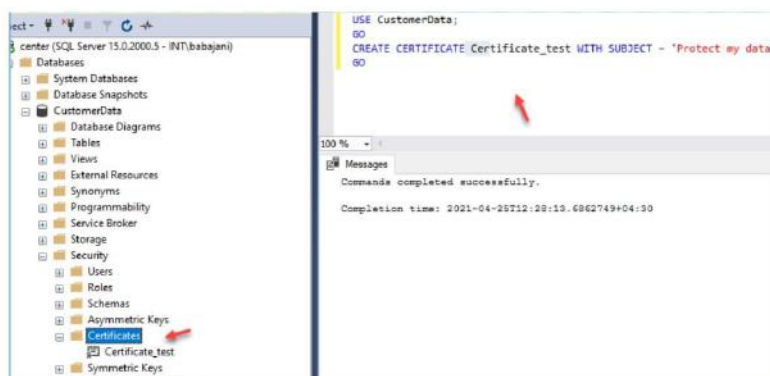 ect-
center (SQL Server 15.0.2000.5 - INT\babajani)
Databases
System Databases
Database Snapshots
CustomerData
Database Diagrams
Tables
Views
External Resources
Synonyms
Programmability
Service Broker
Storage
Security
Users
Roles
Schemas
Asymmetric Keys
Certificates
Certificate_test
Symmetric Keys
USE CustomerData;
GO
CREATE CERTIFICATE Certificate_test WITH SUBJECT = 'Protect my data
GO
100 %
Messages
Commands completed successfully.
Completion time: 2021-04-25T12:28:13.6862749+04:30